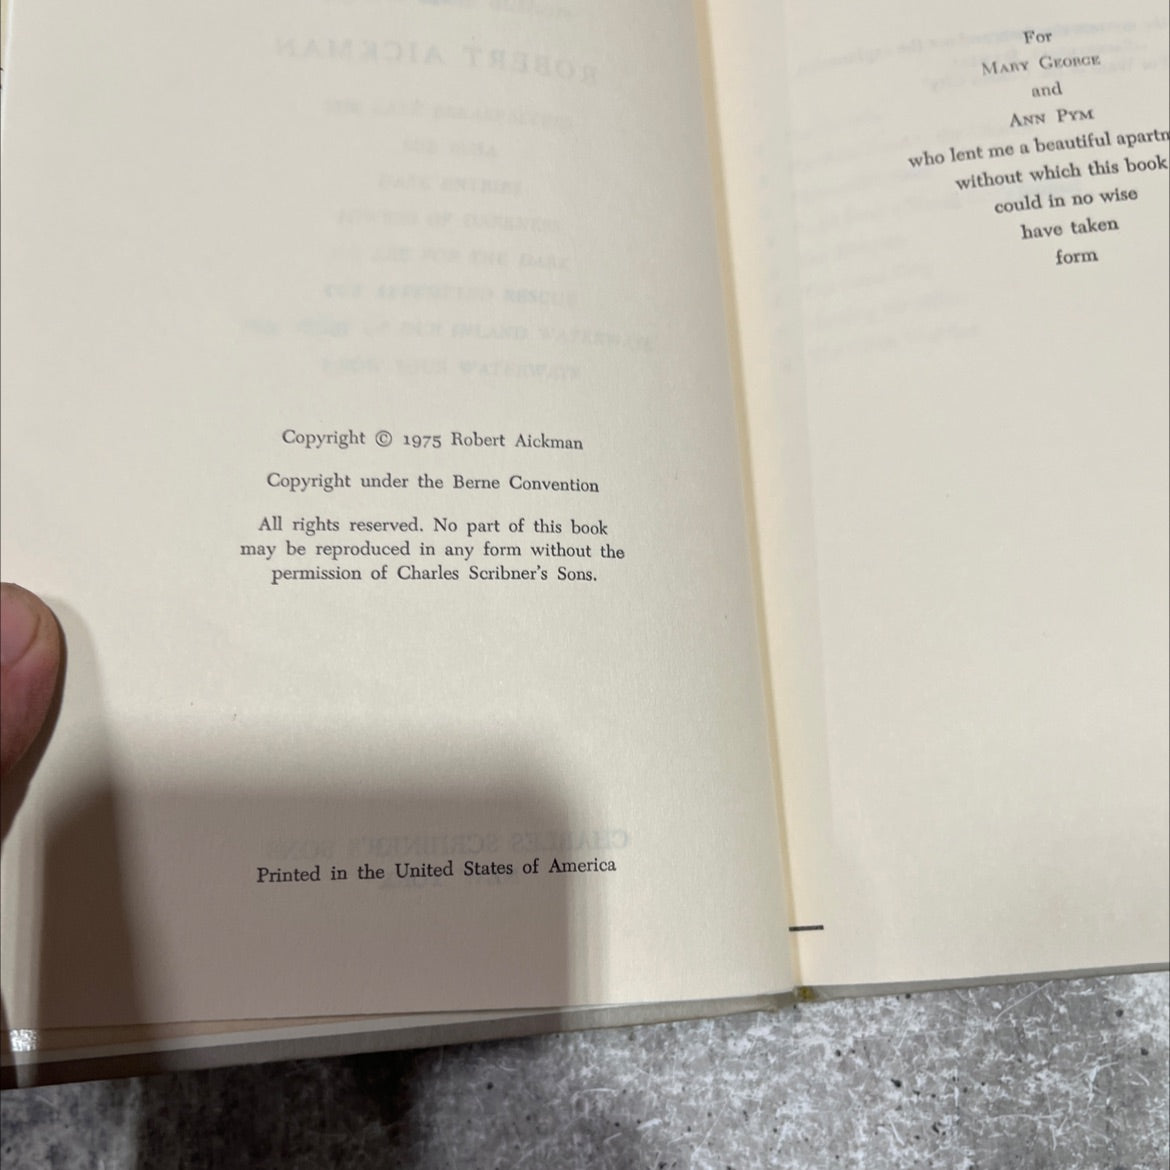 Copyright © 1975 Robert Aickman
Copyright under the Berne Convention
All rights reserved. No part of this book
may be reproduced in any form without the
permission of Charles Scribner's Sons.
Printed in the United States of America
For
MARY GEORGE
and
ANN PYM
who lent me a beautiful apartm
without which this book
could in no wise
have taken
form